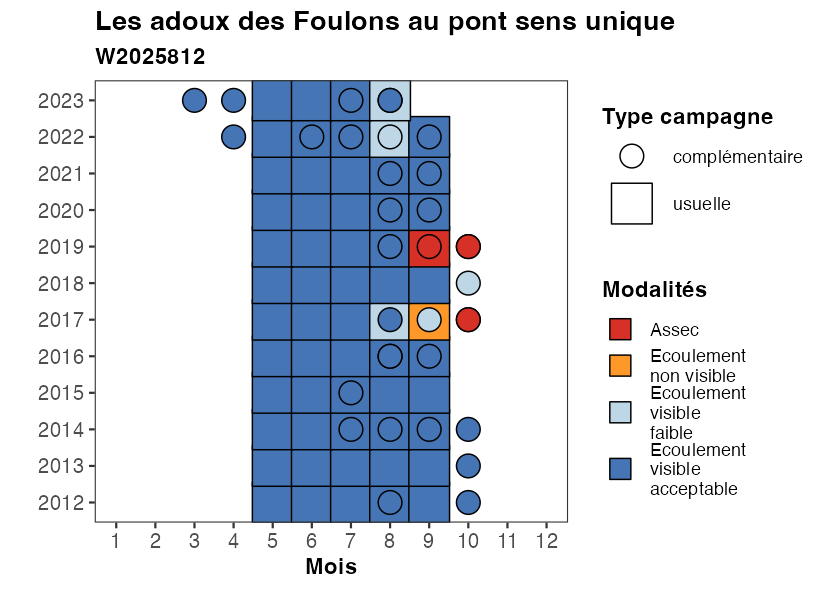 Les adoux des Foulons au pont sens unique
W2025812
2023
2022
2021
2020
2019
2018
2017
2016
2015
2014
2013
2012
1 2 3 4 5 6 7 8 9 10 11 12
Mois
Type campagne
complémentaire
usuelle
Modalités
Assec
Ecoulement
non visible
Ecoulement
visible
faible
Ecoulement
visible
acceptable